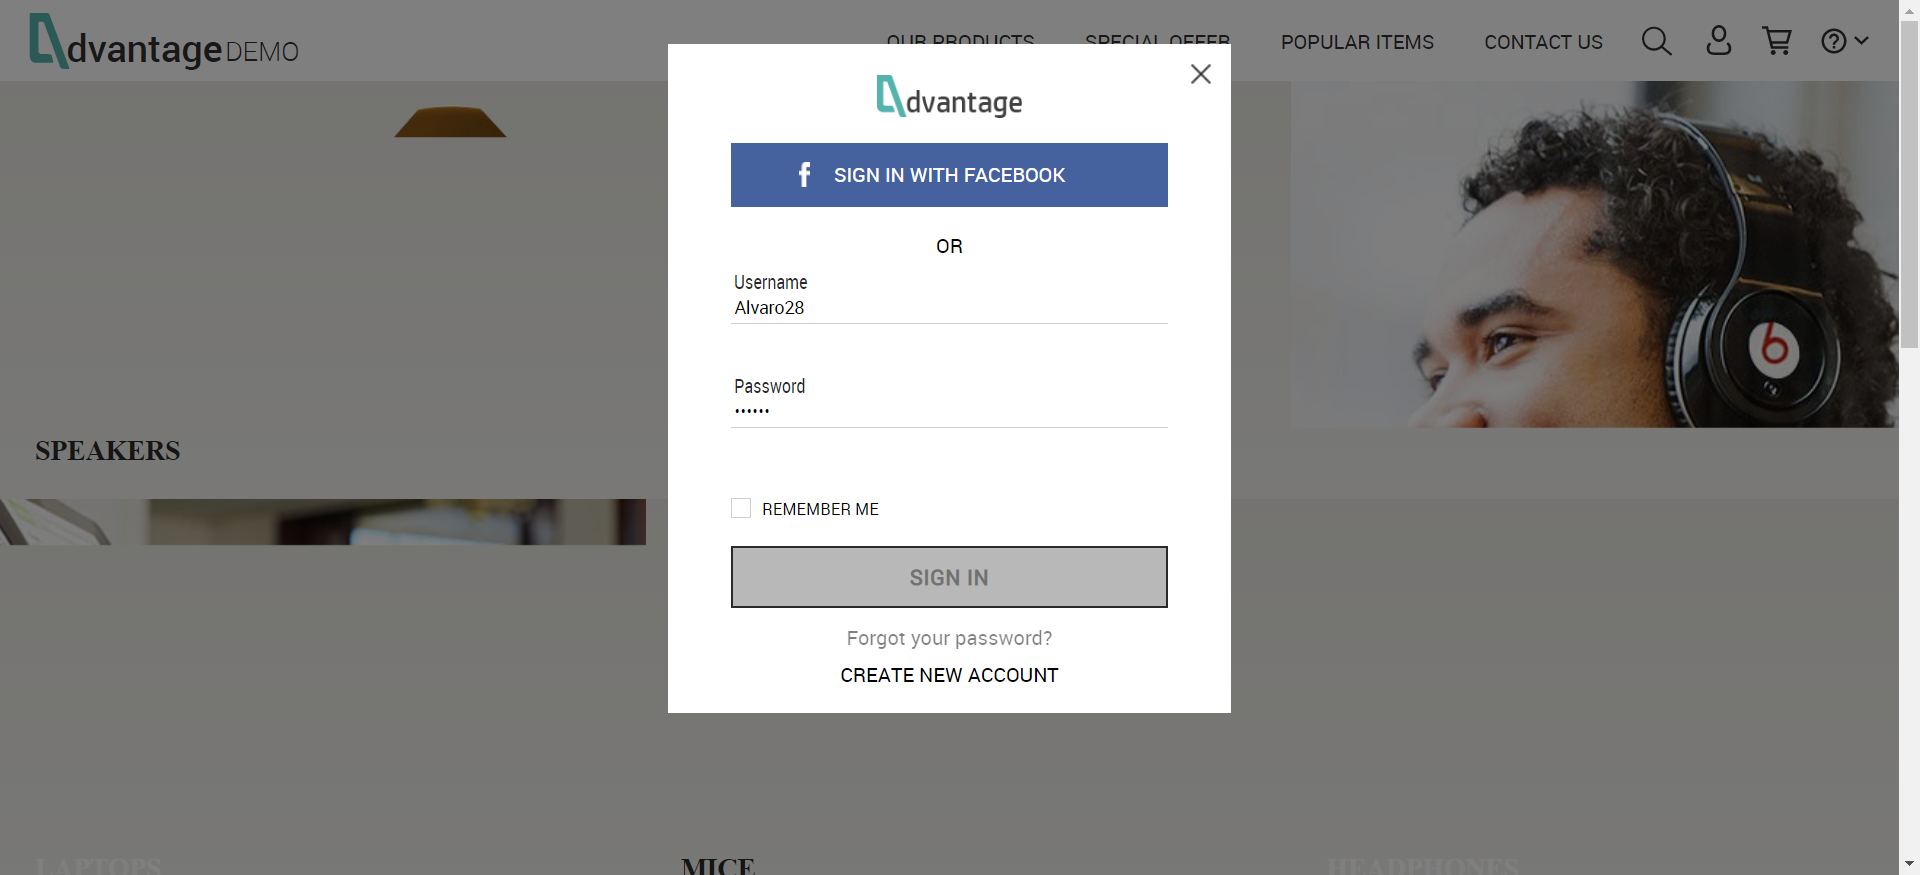 dvantage DEMO
OUR PRODUCTS
SPECIAL OFFER
POPULAR ITEMS
CONTACT US
dvantage
SIGN IN WITH FACEBOOK
OR
Username
Alvaro28
Password
••••••
REMEMBER ME
SIGN IN
Forgot your password?
CREATE NEW ACCOUNT
SPEAKERS
LAPTOPS
MICE
HEADPHONES